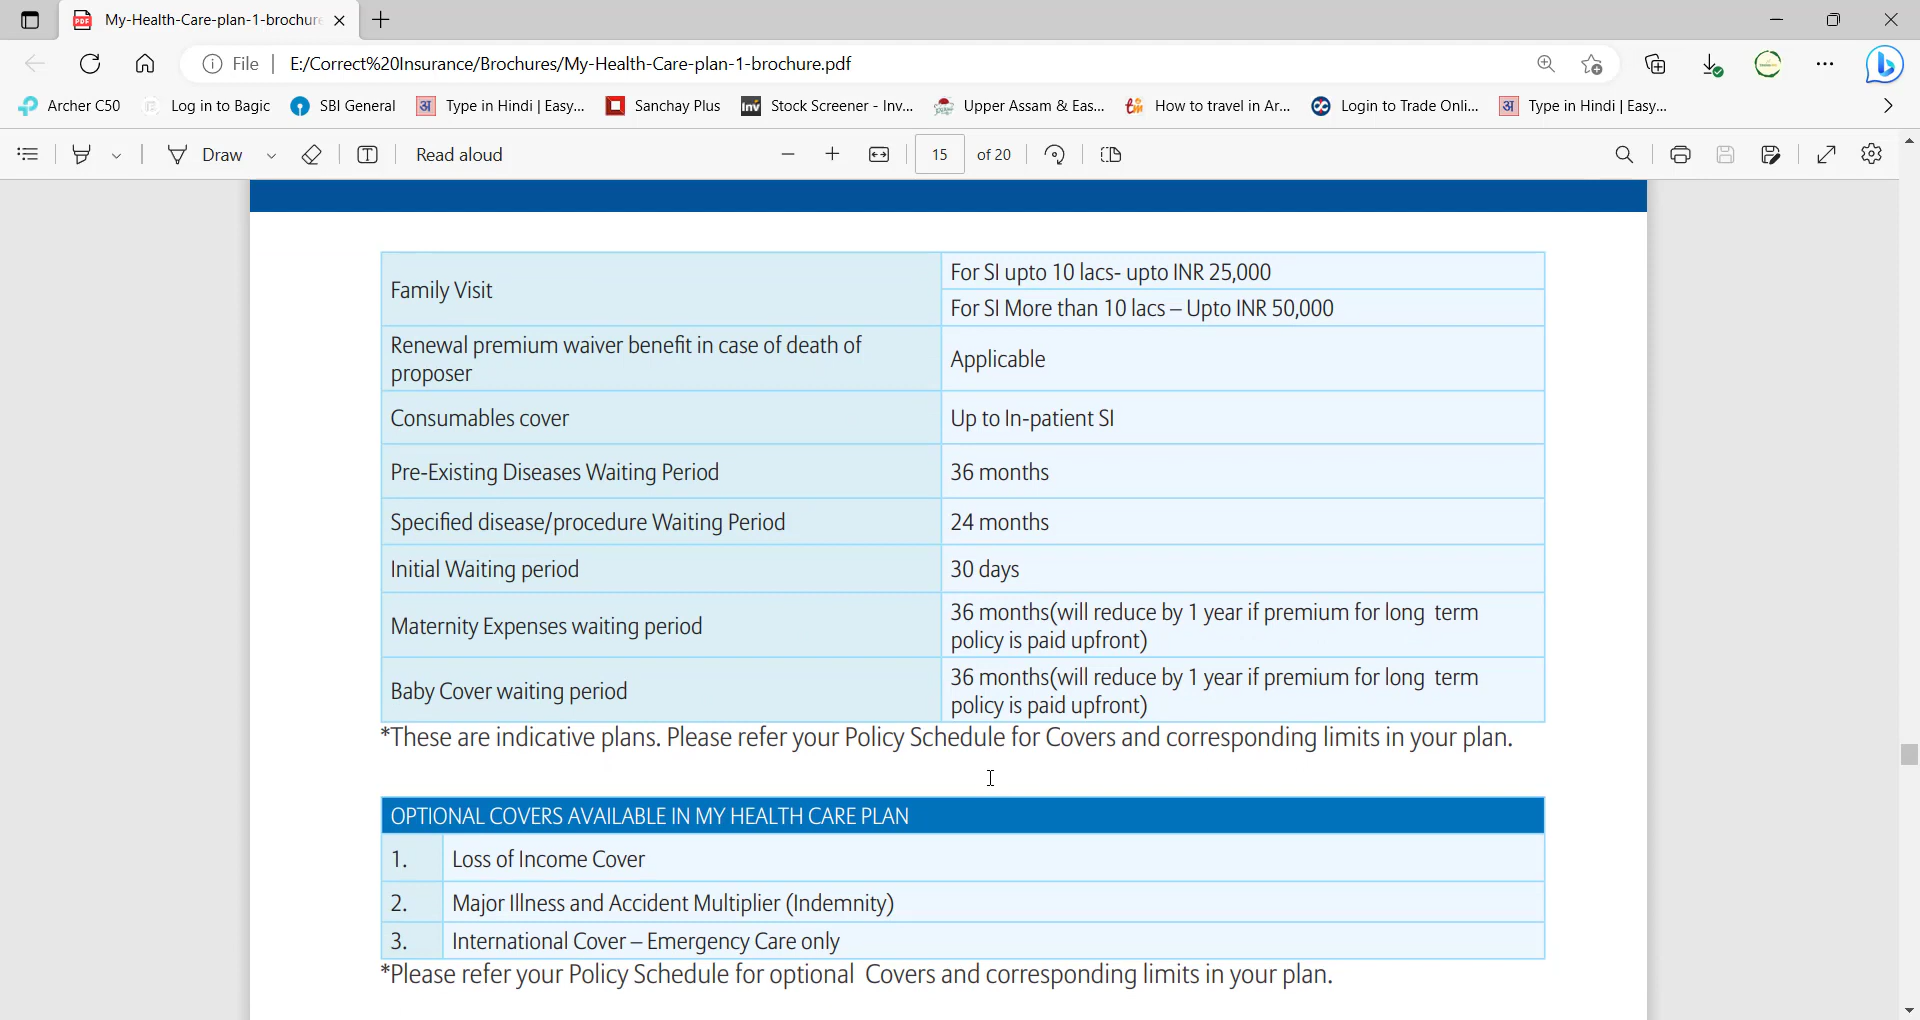 My-Health-Care-plan-1-brochure
File
E:/Correct%20Insurance/Brochures/My-Health-Care-plan-1-brochure.pdf
Archer C50 Log in to Bagic SBI General Type in Hindi | Easy... Sanchay Plus Inv Stock Screener - Inv... Upper Assam & Eas... How to travel in Ar... Login to Trade Onli... अ Type in Hindi | Easy...
Draw Read aloud 15 of 20
Family Visit
For SI upto 10 lacs- upto INR 25,000
For SI More than 10 lacs – Upto INR 50,000
Renewal premium waiver benefit in case of death of
proposer
Applicable
Consumables cover
Up to In-patient SI
Pre-Existing Diseases Waiting Period
36 months
Specified disease/procedure Waiting Period
24 months
Initial Waiting period
30 days
Maternity Expenses waiting period
36 months(will reduce by 1 year if premium for long term
policy is paid upfront)
Baby Cover waiting period
36 months(will reduce by 1 year if premium for long term
policy is paid upfront)
*These are indicative plans. Please refer your Policy Schedule for Covers and corresponding limits in your plan.
OPTIONAL COVERS AVAILABLE IN MY HEALTH CARE PLAN
1. Loss of Income Cover
2. Major Illness and Accident Multiplier (Indemnity)
3. International Cover – Emergency Care only
*Please refer your Policy Schedule for optional Covers and corresponding limits in your plan.